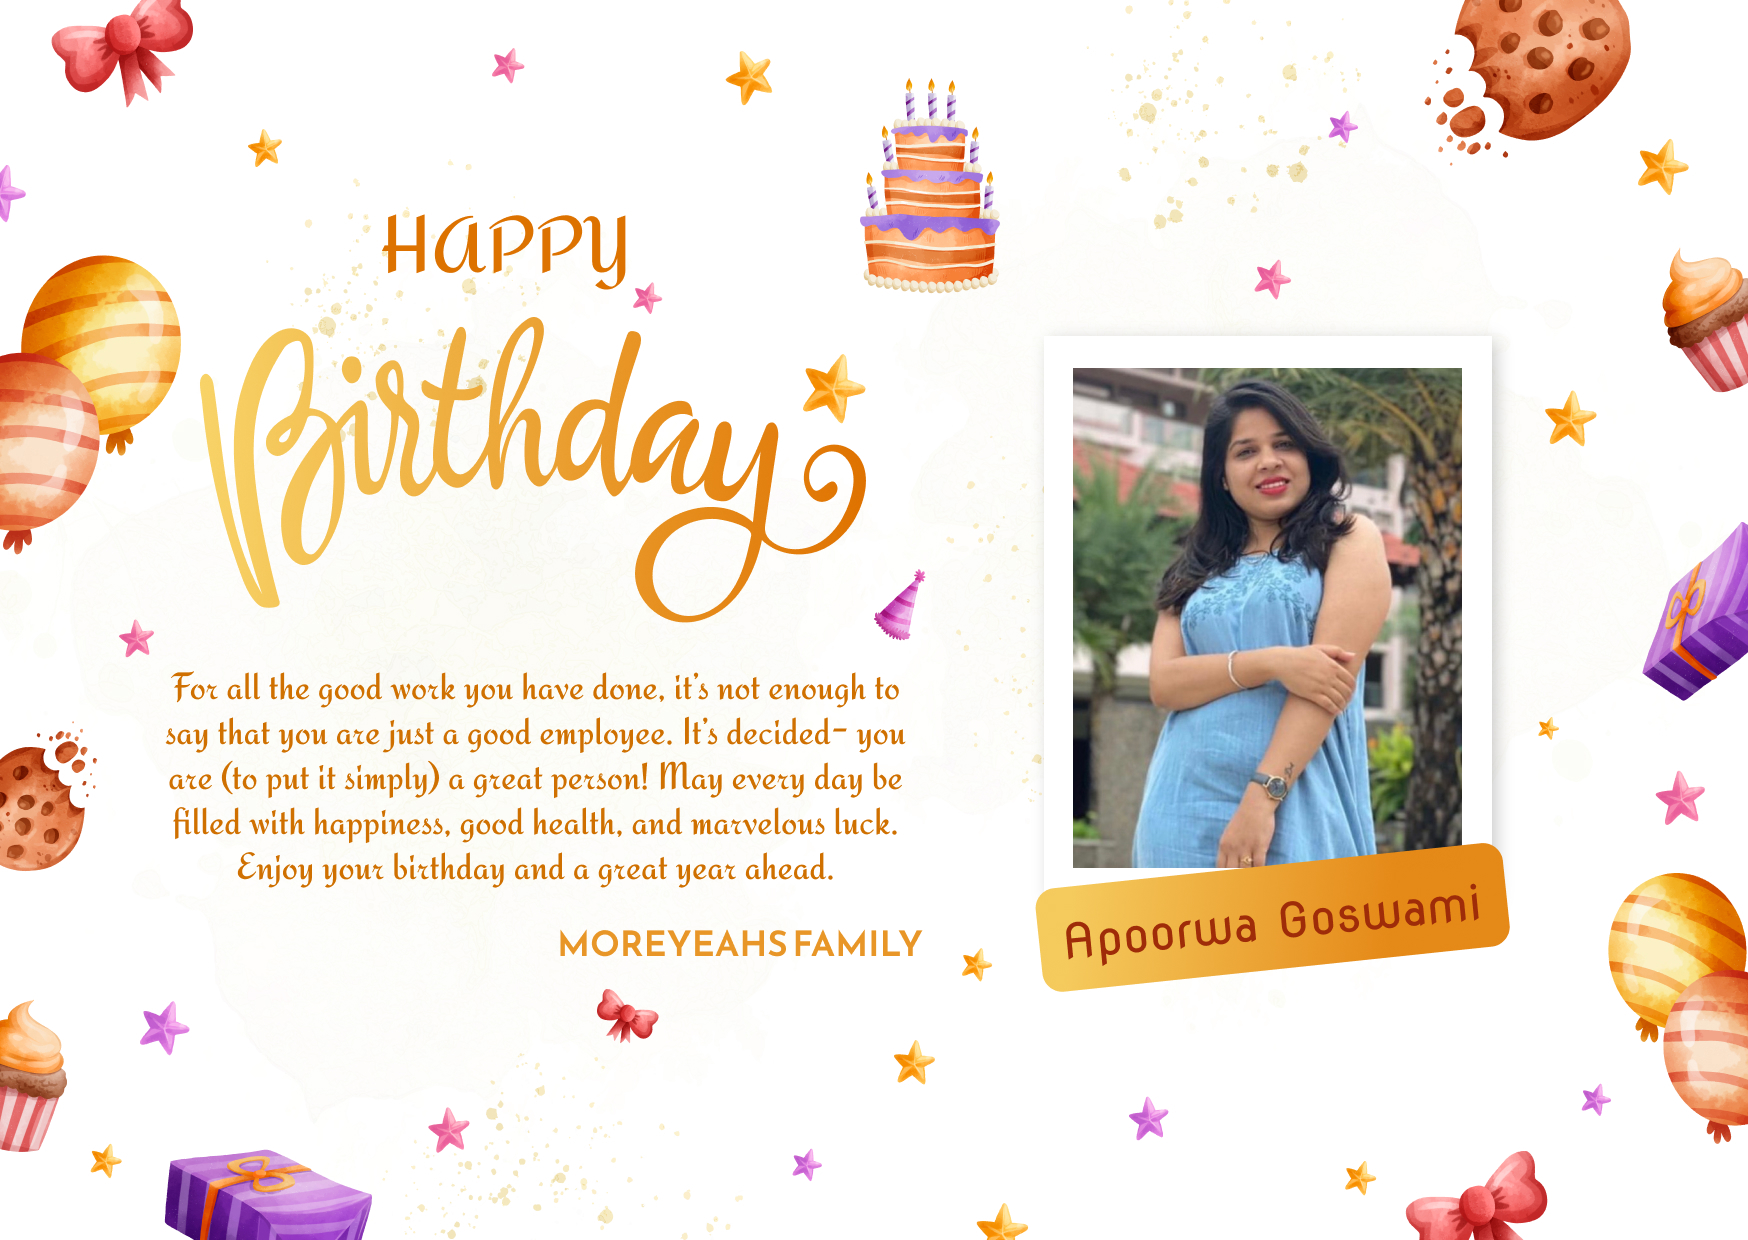 HAPPY
Birthday
For all the good work you have done, it's not enough to
say that you are just a good employee. It's decided- you
are (to put it simply) a great person! May every day be
filled with happiness, good health, and marvelous luck.
Enjoy your birthday and a great year ahead.
MOREYEAHS FAMILY
Apoorwa Goswami